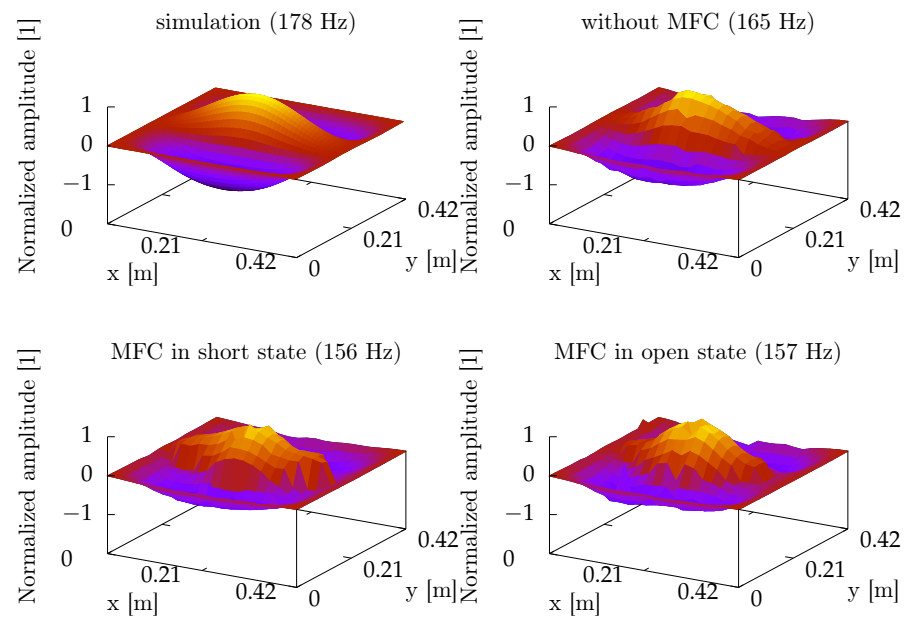 simulation (178 Hz)
Normalized amplitude [1]
1
0
−1
0
0.21
0.42
x [m]
0
0.21
0.42
y [m]
without MFC (165 Hz)
Normalized amplitude [1]
1
0
−1
0
0.21
0.42
x [m]
0
0.21
0.42
y [m]
MFC in short state (156 Hz)
Normalized amplitude [1]
1
0
−1
0
0.21
0.42
x [m]
0
0.21
0.42
y [m]
MFC in open state (157 Hz)
Normalized amplitude [1]
1
0
−1
0
0.21
0.42
x [m]
0
0.21
0.42
y [m]